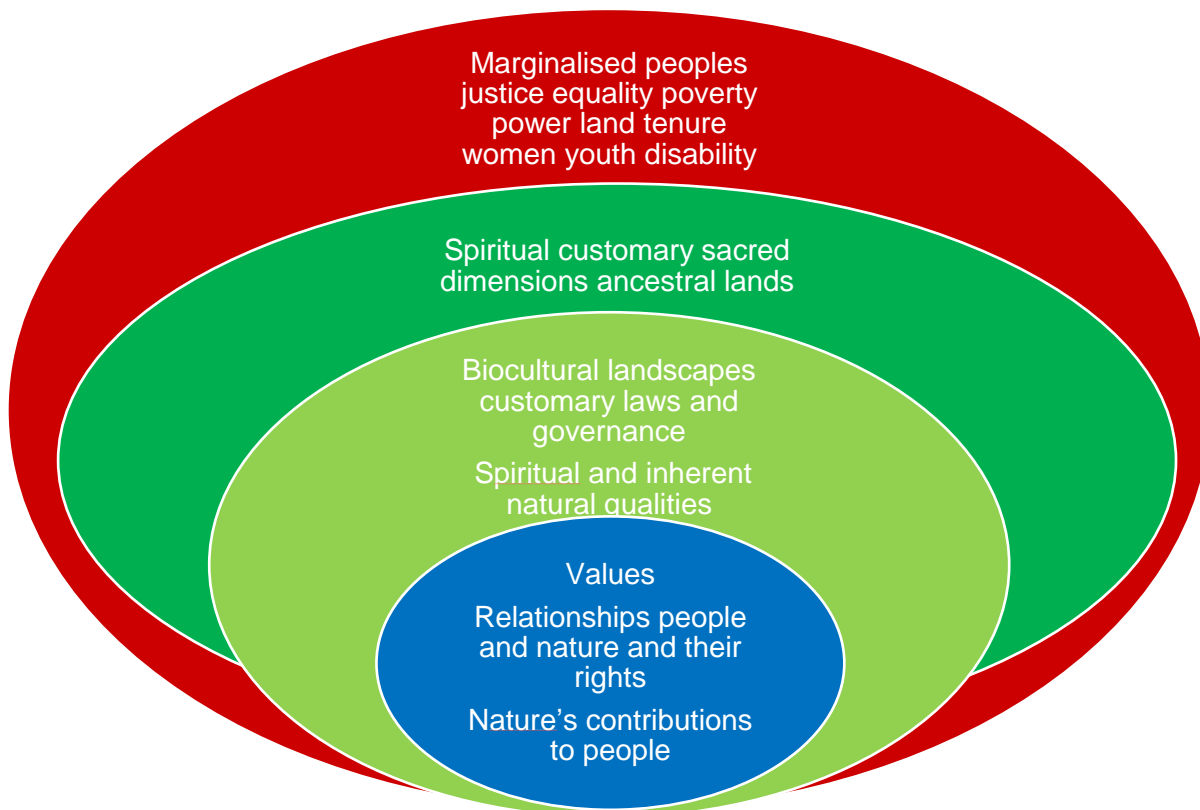 Marginalised peoples
justice equality poverty
power land tenure
women youth disability
Spiritual customary sacred
dimensions ancestral lands
Biocultural landscapes
customary laws and
governance
Spiritual and inherent
natural qualities
Values
Relationships people
and nature and their
rights
Nature’s contributions
to people